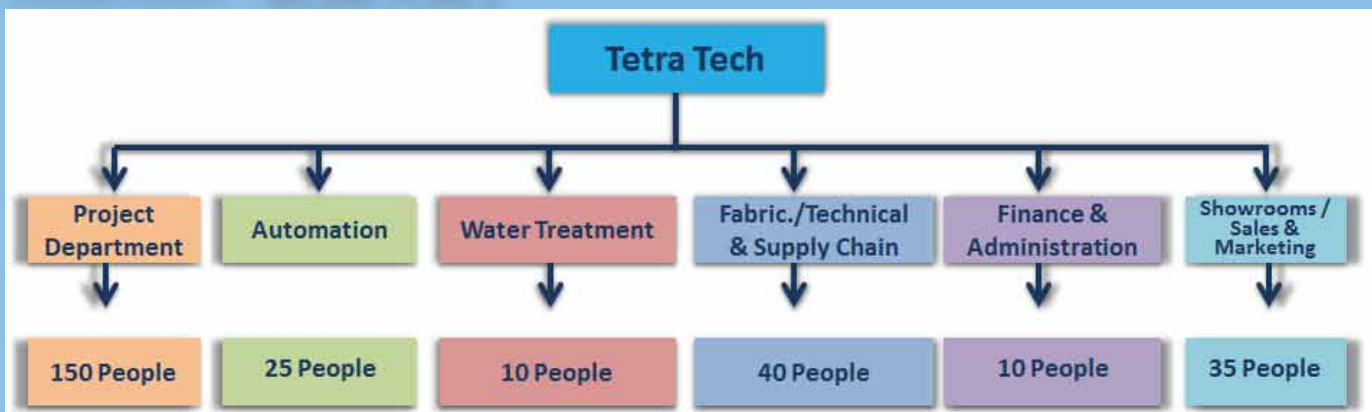 Tetra Tech
Project
Department
Automation
Water Treatment
Fabric./Technical
& Supply Chain
Finance &
Administration
Showrooms /
Sales &
Marketing
150 People
25 People
10 People
40 People
10 People
35 People